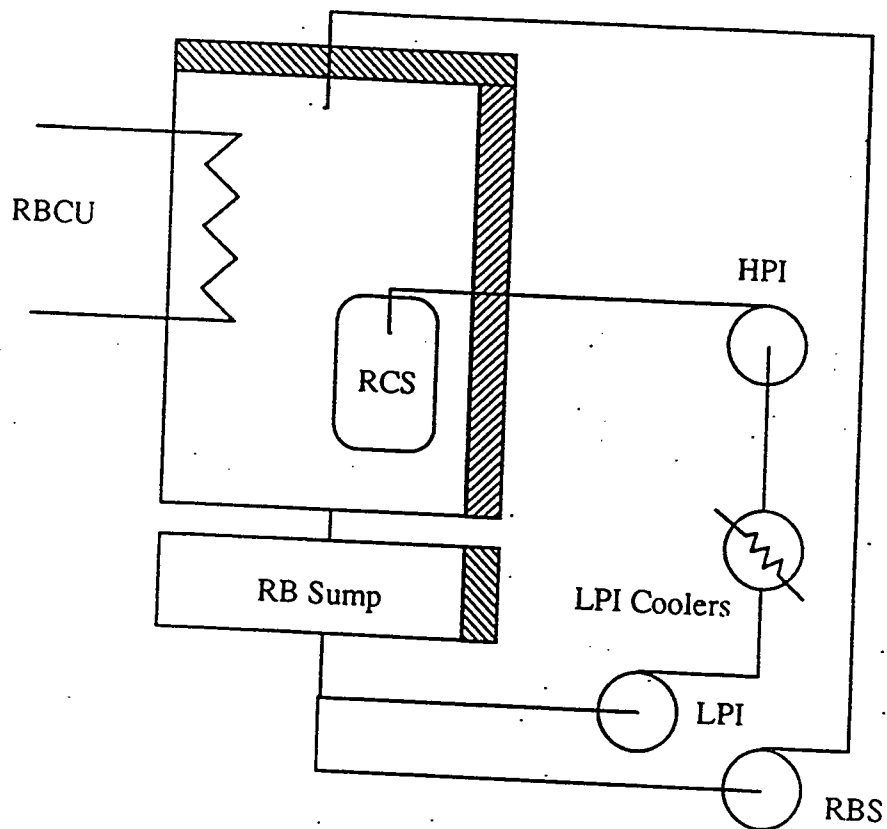 RBCU
HPI
RCS
RB Sump
LPI Coolers
LPI
RBS